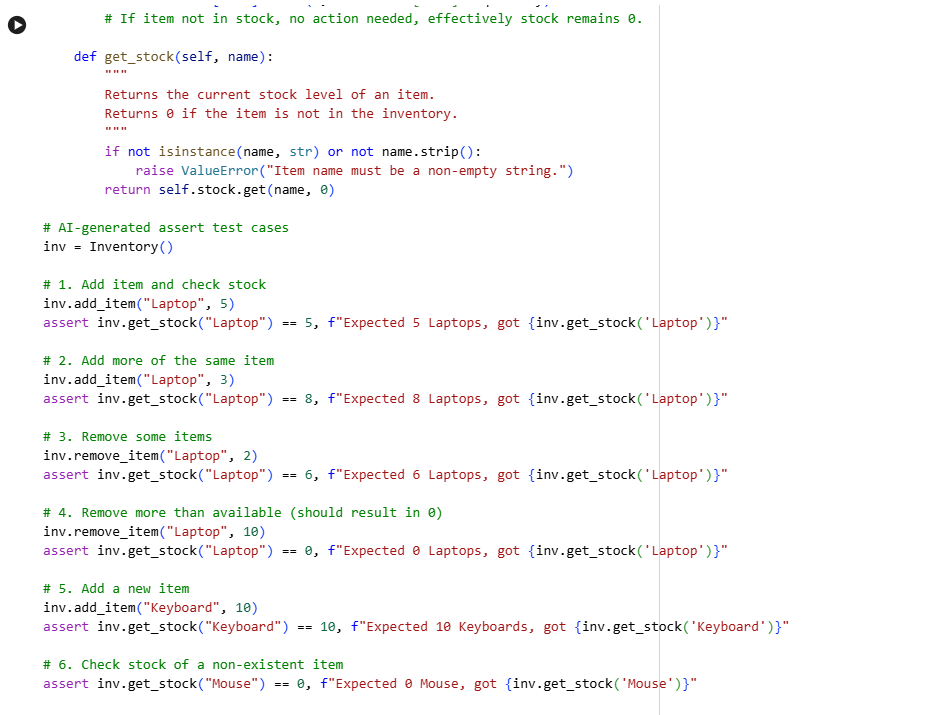 # If item not in stock, no action needed, effectively stock remains 0.

    def get_stock(self, name):
        """
        Returns the current stock level of an item.
        Returns 0 if the item is not in the inventory.
        """
        if not isinstance(name, str) or not name.strip():
            raise ValueError("Item name must be a non-empty string.")
        return self.stock.get(name, 0)

# AI-generated assert test cases
inv = Inventory()

# 1. Add item and check stock
inv.add_item("Laptop", 5)
assert inv.get_stock("Laptop") == 5, f"Expected 5 Laptops, got {inv.get_stock('Laptop')}"

# 2. Add more of the same item
inv.add_item("Laptop", 3)
assert inv.get_stock("Laptop") == 8, f"Expected 8 Laptops, got {inv.get_stock('Laptop')}"

# 3. Remove some items
inv.remove_item("Laptop", 2)
assert inv.get_stock("Laptop") == 6, f"Expected 6 Laptops, got {inv.get_stock('Laptop')}"

# 4. Remove more than available (should result in 0)
inv.remove_item("Laptop", 10)
assert inv.get_stock("Laptop") == 0, f"Expected 0 Laptops, got {inv.get_stock('Laptop')}"

# 5. Add a new item
inv.add_item("Keyboard", 10)
assert inv.get_stock("Keyboard") == 10, f"Expected 10 Keyboards, got {inv.get_stock('Keyboard')}"

# 6. Check stock of a non-existent item
assert inv.get_stock("Mouse") == 0, f"Expected 0 Mouse, got {inv.get_stock('Mouse')}"